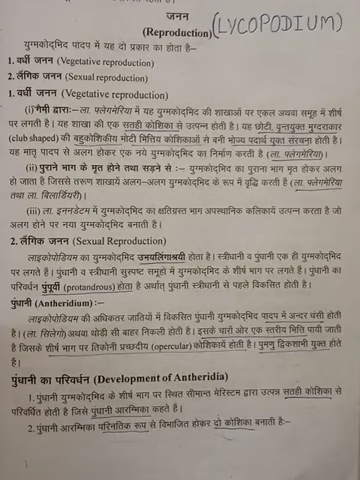 जनन
(Reproduction) (LYCOPODIUM)
युग्मकोद्‌भिद पादप में यह दो प्रकार का होता है–
1. वर्धी जनन (Vegetative reproduction)
2. लैंगिक जनन (Sexual reproduction)
1. वर्धी जनन (Vegetative reproduction)
(i) गैमी द्वारा:– ला. फ्लेगमेरिया में यह युग्मकोद्‌भिद की शाखाओं पर एकल अथवा समूह में शीर्ष
पर लगती है। यह शाखा की एक सतही कोशिका से उत्पन्न होती है। यह छोटी, वृन्तयुक्त मुग्दराकार
(club shaped) की बहुकोशिकीय मोटी भित्तिय कोशिकाओं से बनी भोज्य पदार्थ युक्त संरचना होती है।
यह मातृ पादप से अलग होकर एक नये युग्मकोद्‌भिद का निर्माण करती है (ला. फ्लेगमेरिया)।
(ii) पुराने भाग के मृत होने तथा सड़ने से :– युग्मकोद्‌भिद का पुराना भाग मृत होकर अलग
हो जाता है जिससे तरूण शाखायें अलग–अलग युग्मकोद्‌भिद के रूप में वृद्धि करती हैं (ला. फ्लेगमेरिया
तथा ला. बिलार्डियरी)।
(iii) ला. इनन्डेटम में युग्मकोद्‌भिद का क्षतिग्रस्त भाग अपस्थानिक कलिकायें उत्पन्न करता है जो
अलग होने पर नया युग्मकोद्‌भिद बनाती है।
2. लैंगिक जनन (Sexual Reproduction)
लाइकोपोडियम का युग्मकोद्‌भिद उभयलिंगाश्रयी होता है। स्त्रीधानी व पुंधानी एक ही युग्मकोद्‌भिद
पर लगते हैं। पुंधानी व स्त्रीधानी सुस्पष्ट समूहों में युग्मकोद्‌भिद के शीर्ष भाग पर लगते हैं। पुंधानी का
परिवर्धन पुंपूर्वी (protandrous) होता है अर्थात् पुंधानी स्त्रीधानी से पहले विकसित होती है।
पुंधानी (Antheridium) :–
लाइकोपोडियम की अधिकतर जातियों में विकसित पुंधानी युग्मकोद्‌भिद पादप में अन्दर धंसी होती
है। (ला. सिलेगो) अथवा थोड़ी सी बाहर निकली होती है। इसके चारों ओर एक स्तरीय भित्ति पायी जाती
है जिसके शीर्ष भाग पर तिकोनी प्रच्छदीय (opercular) कोशिकायें होती है। पुमणु द्विकशाभी युक्त होते
हैं।
पुंधानी का परिवर्धन (Development of Antheridia)
1. पुंधानी युग्मकोद्‌भिद के शीर्ष भाग पर स्थित सीमान्त मेरिस्टम द्वारा उत्पन्न सतही कोशिका से
परिवर्धित होती है जिसे पुंधानी आरम्भिका कहते है।
2. पुंधानी आरम्भिका परिनतिक रूप से विभाजित होकर दो कोशिका बनाती है:–